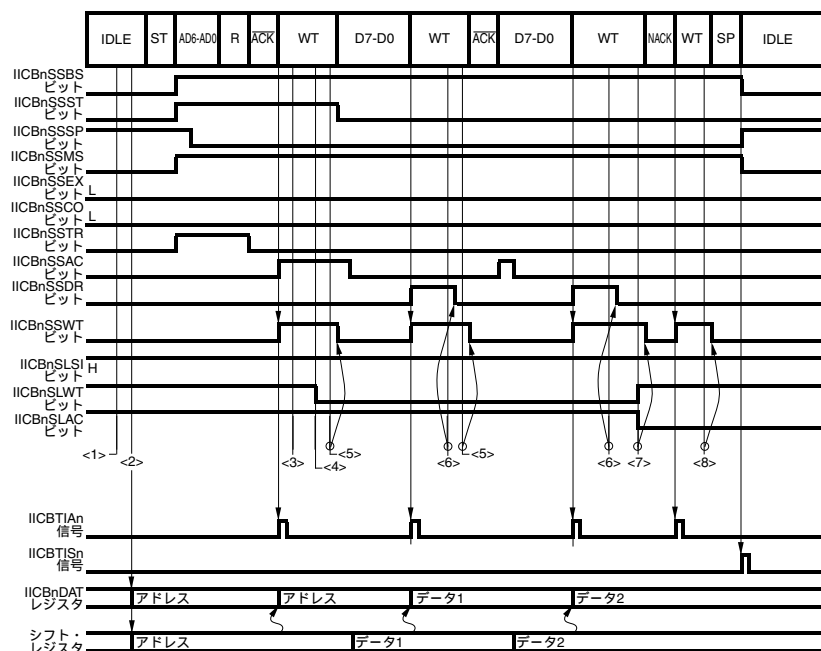 IDLE ST AD6-AD0 R ACK WT D7-D0 WT ACK D7-D0 WT NACK WT SP IDLE
IICBnSSBS
ビット
IICBnSSST
ビット
IICBnSSSP
ビット
IICBnSSMS
ビット
IICBnSSEX
ビット L
IICBnSSCO
ビット L
IICBnSSTR
ビット
IICBnSSAC
ビット
IICBnSSDR
ビット
IICBnSSWT
ビット
IICBnSLSI H
ビット
IICBnSLWT
ビット
IICBnSLAC
ビット
<1> <2> <3> <4> <5> <6> <5> <6> <7> <8>
IICBTIAn
信号
IICBTISn
信号
IICBnDAT
レジスタ
アドレス アドレス データ1 データ2
シフト・
レジスタ
アドレス データ1 データ2